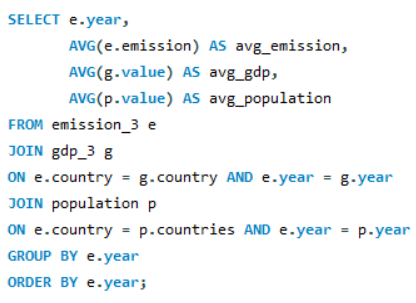 SELECT e.year,
AVG(e.emission) AS avg_emission,
AVG(g.value) AS avg_gdp,
AVG(p.value) AS avg_population
FROM emission_3 e
JOIN gdp_3 g
ON e.country = g.country AND e.year = g.year
JOIN population p
ON e.country = p.countries AND e.year = p.year
GROUP BY e.year
ORDER BY e.year;